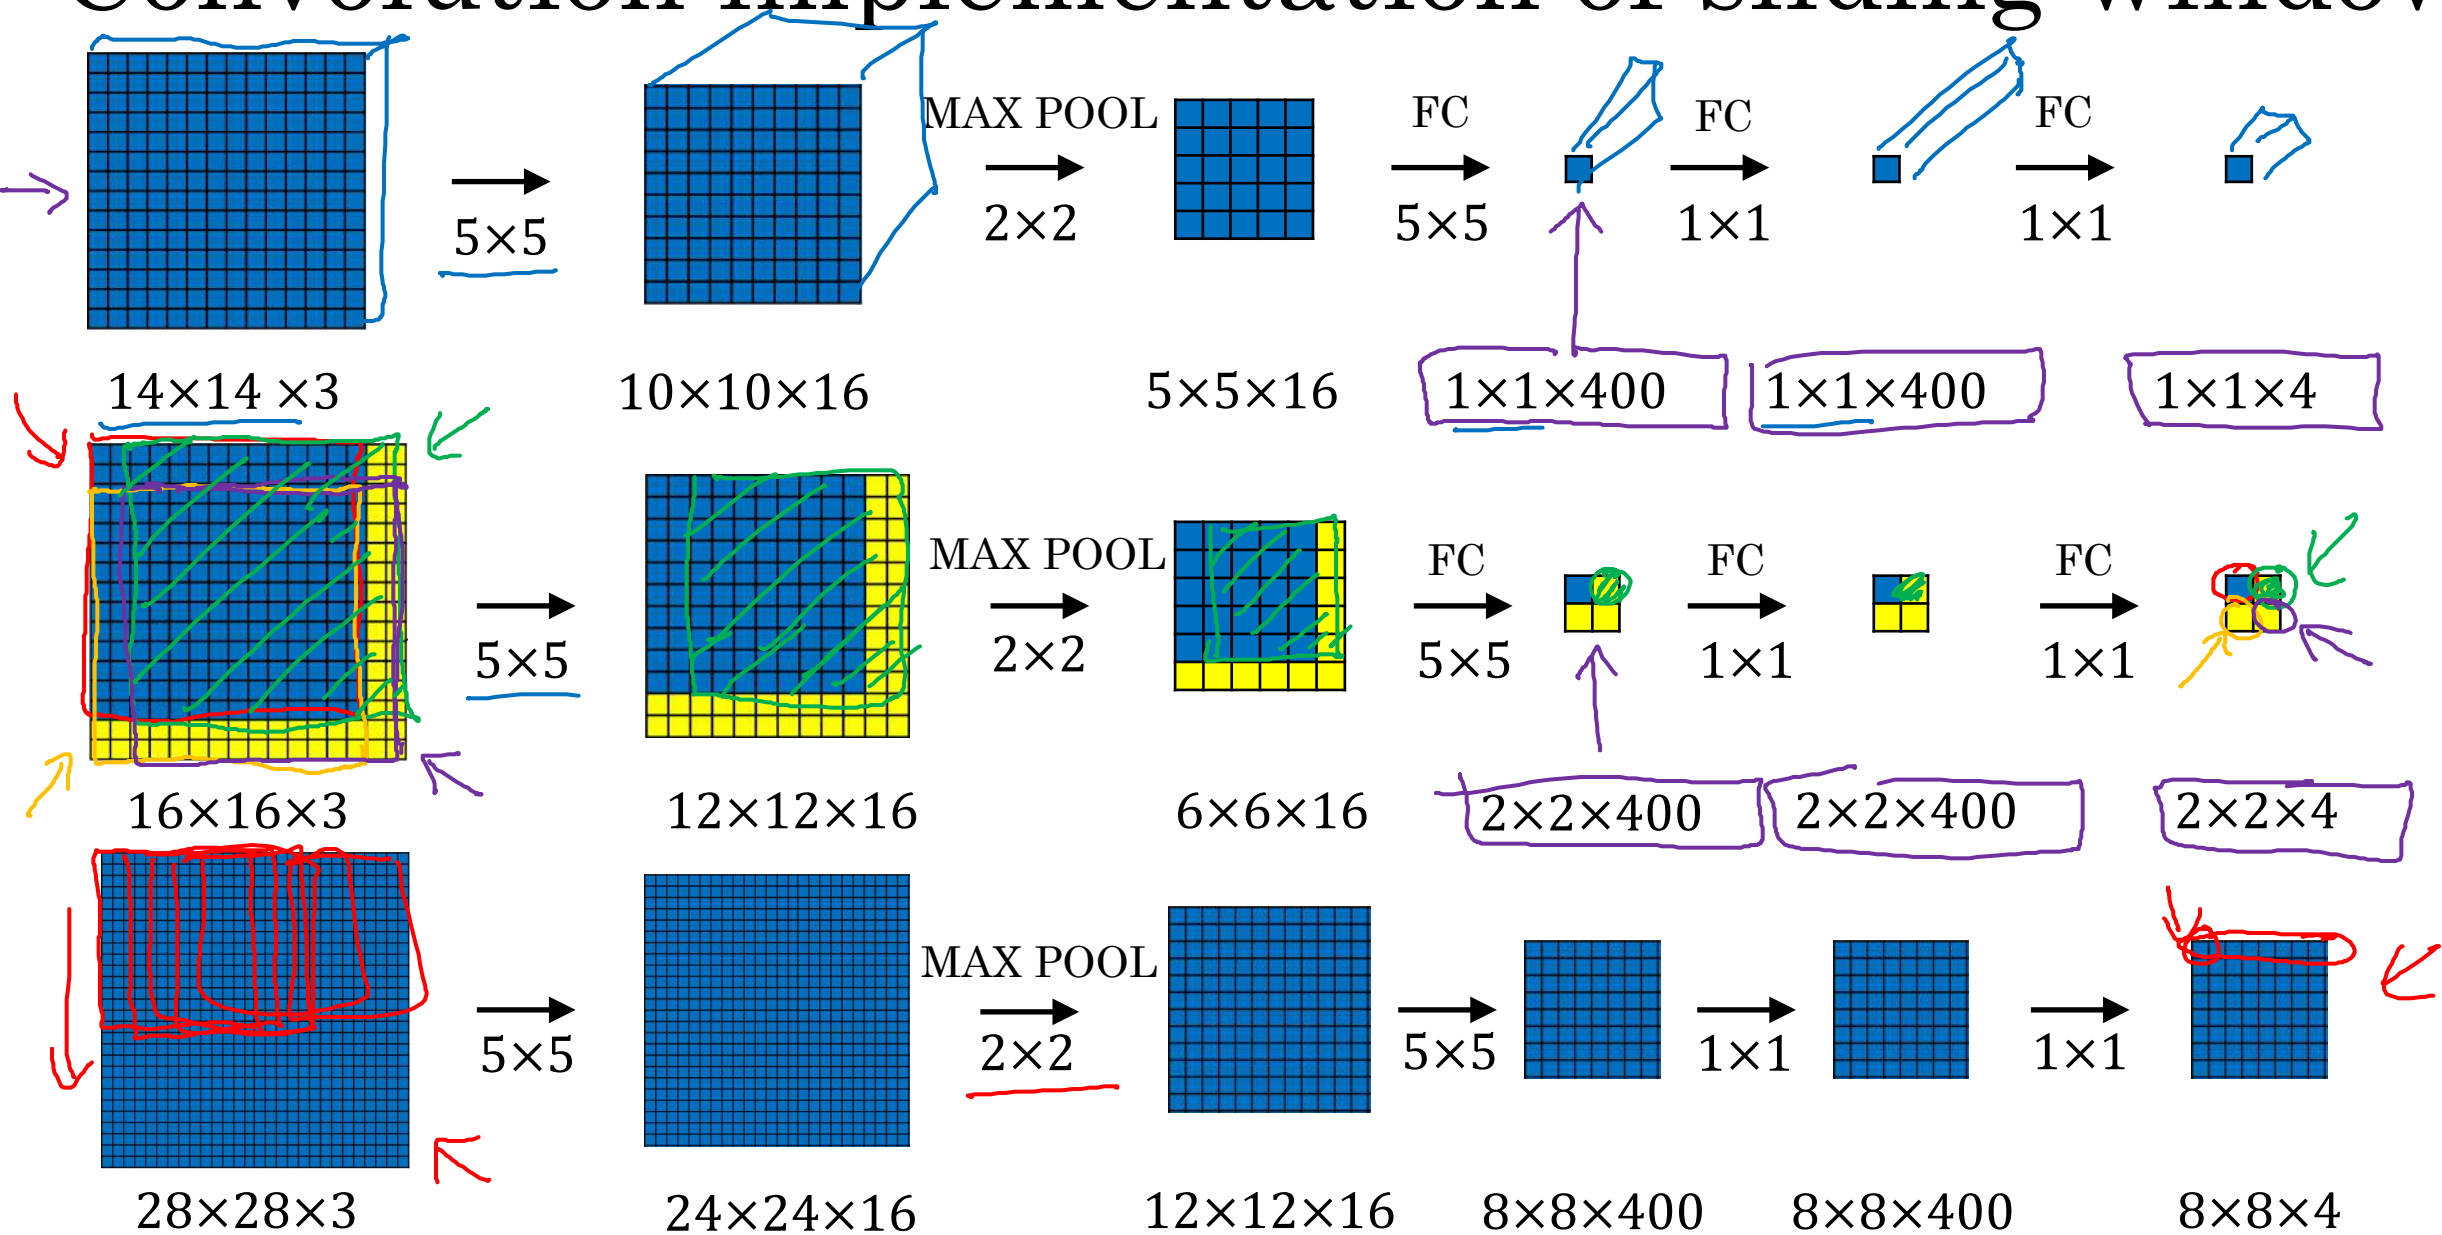 Convolution implementation of sliding windows
MAX POOL FC FC FC
5×5 2×2 5×5 1×1 1×1
14×14 ×3 10×10×16 5×5×16 1×1×400 1×1×400 1×1×4
MAX POOL FC FC FC
5×5 2×2 5×5 1×1 1×1
16×16×3 12×12×16 6×6×16 2×2×400 2×2×400 2×2×4
MAX POOL
5×5 2×2 5×5 1×1 1×1
28×28×3 24×24×16 12×12×16 8×8×400 8×8×400 8×8×4